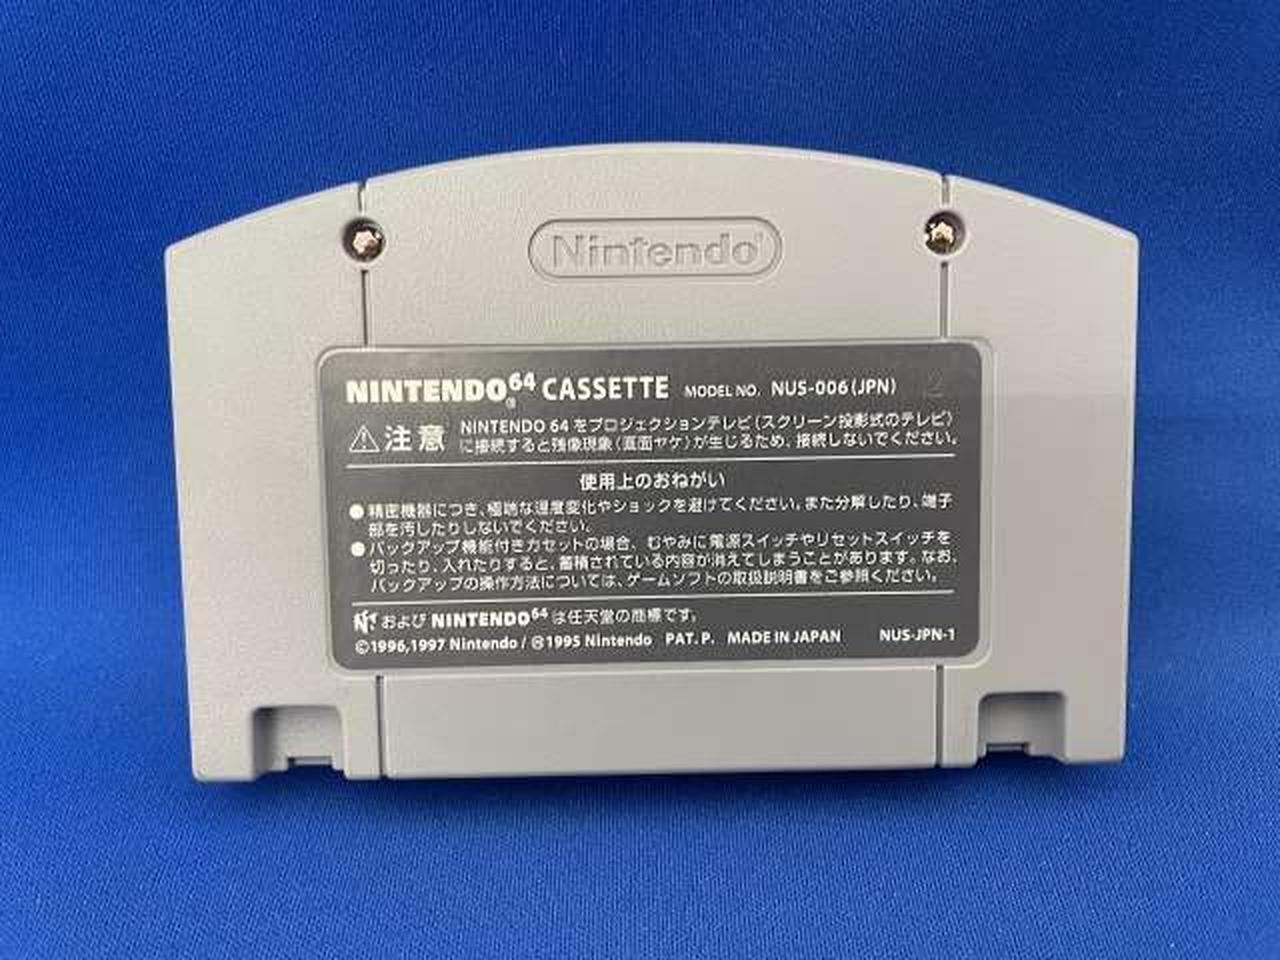 Nintendo
NINTENDO64 CASSETTE MODEL NO. NUS-006(JPN)
⚠注意 NINTENDO 64をプロジェクションテレビ(スクリーン投影式のテレビ)
に接続すると残像現象(画面ヤケ)が生じるため、接続しないでください。
使用上のおねがい
●精密機器につき、極端な温度変化やショックを避けてください。また分解したり、端子
部を汚したりしないでください。
●バックアップ機能付きカセットの場合、むやみに電源スイッチやリセットスイッチを
切ったり、入れたりすると、蓄積されている内容が消えてしまうことがあります。なお、
バックアップの操作方法については、ゲームソフトの取扱説明書をご参照ください。
および NINTENDO64 は任天堂の商標です。
©1996,1997 Nintendo / ⓜ1995 Nintendo PAT.P. MADE IN JAPAN NUS-JPN-1